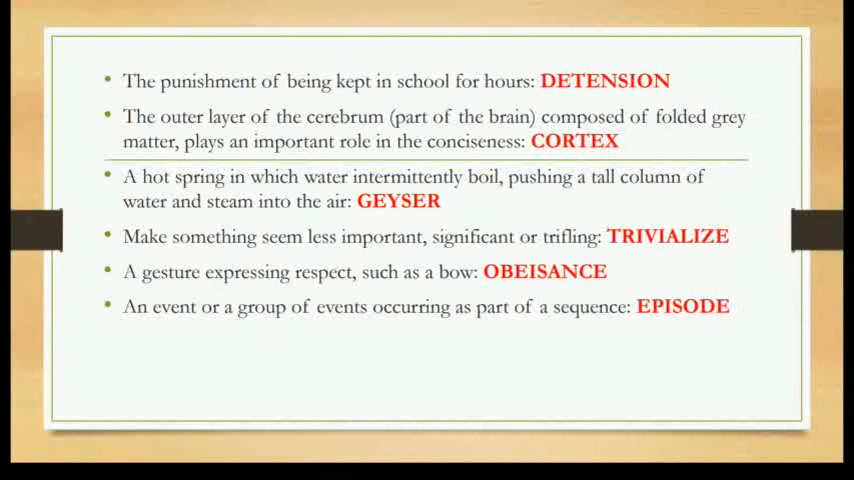 • The punishment of being kept in school for hours: DETENSION
• The outer layer of the cerebrum (part of the brain) composed of folded grey
matter, plays an important role in the conciseness: CORTEX
• A hot spring in which water intermittently boil, pushing a tall column of
water and steam into the air: GEYSER
• Make something seem less important, significant or trifling: TRIVIALIZE
• A gesture expressing respect, such as a bow: OBEISANCE
• An event or a group of events occurring as part of a sequence: EPISODE